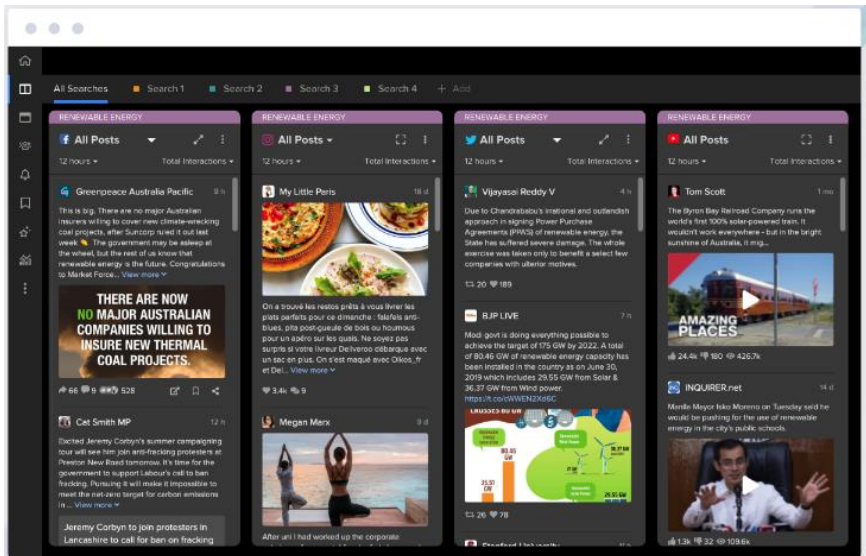 All Searches
Search 1
Search 2
Search 3
Search 4
+ Add
RENEWABLE ENERGY
All Posts
12 hours
Total Interactions
Greenpeace Australia Pacific
9 h
This is big. There are no major Australian
insurers willing to cover new climate-wrecking
coal projects, after Suncorp ruled it out last
week The government may be asleep at
the wheel, but the rest of us know that
renewable energy is the future. Congratulations
to Market Force... View more
THERE ARE NOW
NO MAJOR AUSTRALIAN
COMPANIES WILLING TO
INSURE NEW THERMAL
COAL PROJECTS.
66 9 528
Cat Smith MP
12 h
Excited Jeremy Corbyn's summer campaigning
tour will see him join anti-fracking protesters at
Preston New Road tomorrow. It's time for the
government to support Labour's call to ban
fracking. Pursuing it will make it impossible to
meet the net-zero target for carbon emissions
in ... View more
Jeremy Corbyn to join protesters in
Lancashire to call for ban on fracking
RENEWABLE ENERGY
All Posts
12 hours
Total Interactions
My Little Paris
18 d
On a trouvé les restos prêts à vous livrer les
plats parfaits pour ce dimanche : falafels anti-
blues, pita post-gueule de bois ou houmous
pour un apéro sur les quais. Ne soyez pas
surpris si votre livreur Deliveroo débarque avec
un sac en plus. On s'est maqué avec Oikos_fr
et Del... View more
3.4k 9
Megan Marx
9 d
After uni I had worked up the corporate
RENEWABLE ENERGY
All Posts
12 hours
Total Interactions
Vijayasai Reddy V
4 h
Due to Chandrababu's irrational and outlandish
approach in signing Power Purchase
Agreements (PPAS) of renewable energy, the
State has suffered severe damage. The whole
exercise was taken only to benefit a select few
companies with ulterior motives.
20 189
BJP LIVE
7 h
Modi govt is doing everything possible to
achieve the target of 175 GW by 2022. A total
of 80.46 GW of renewable energy capacity has
been installed in the country as on June 30,
2019 which includes 29.55 GW from Solar &
36.37 GW from Wind power.
80.46
GW
29.55 GW
26 78
Stanford University
RENEWABLE ENERGY
All Posts
12 hours
Total Interactions
Tom Scott
1 mo
The Byron Bay Railroad Company runs the
world's first 100% solar-powered train. It
wouldn't work everywhere - but in the bright
sunshine of Australia, it mig...
AMAZING
PLACES
24.4k 180 426.7k
INQUIRER.net
14 d
Manila Mayor Isko Moreno on Tuesday said he
would be pushing for the use of renewable
energy in the city's public schools.
1.3k 32 109.6k